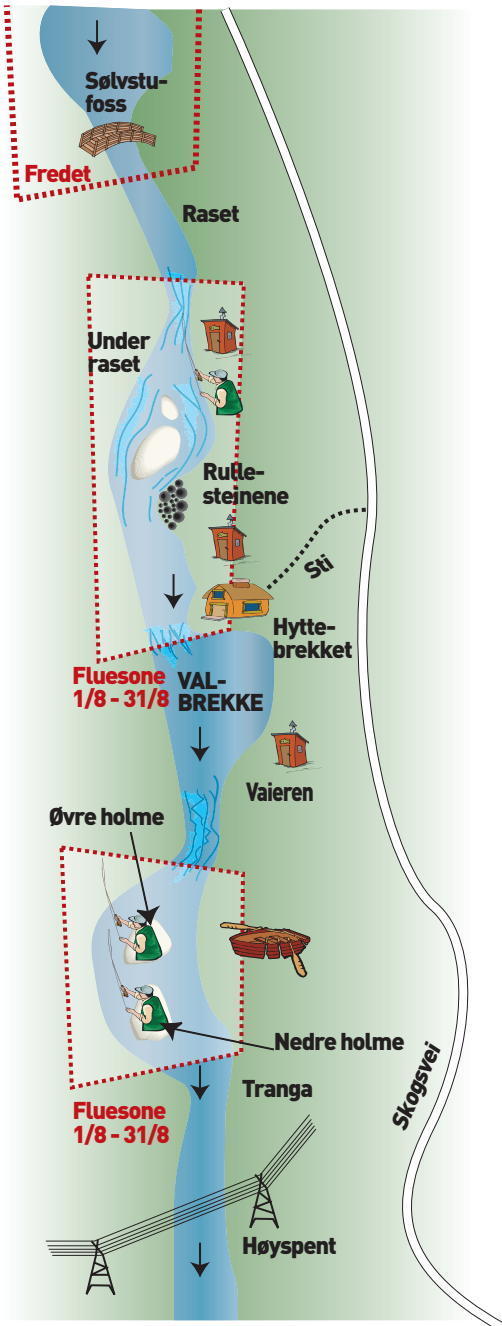 Sølvstu-
foss
Fredet
Raset
Under
raset
Rulle-
steinene
Sti
Hytte-
brekket
Fluesone
1/8 - 31/8
VAL-
BREKKE
Vaieren
Øvre holme
Nedre holme
Tranga
Fluesone
1/8 - 31/8
Skogsvei
Høyspent